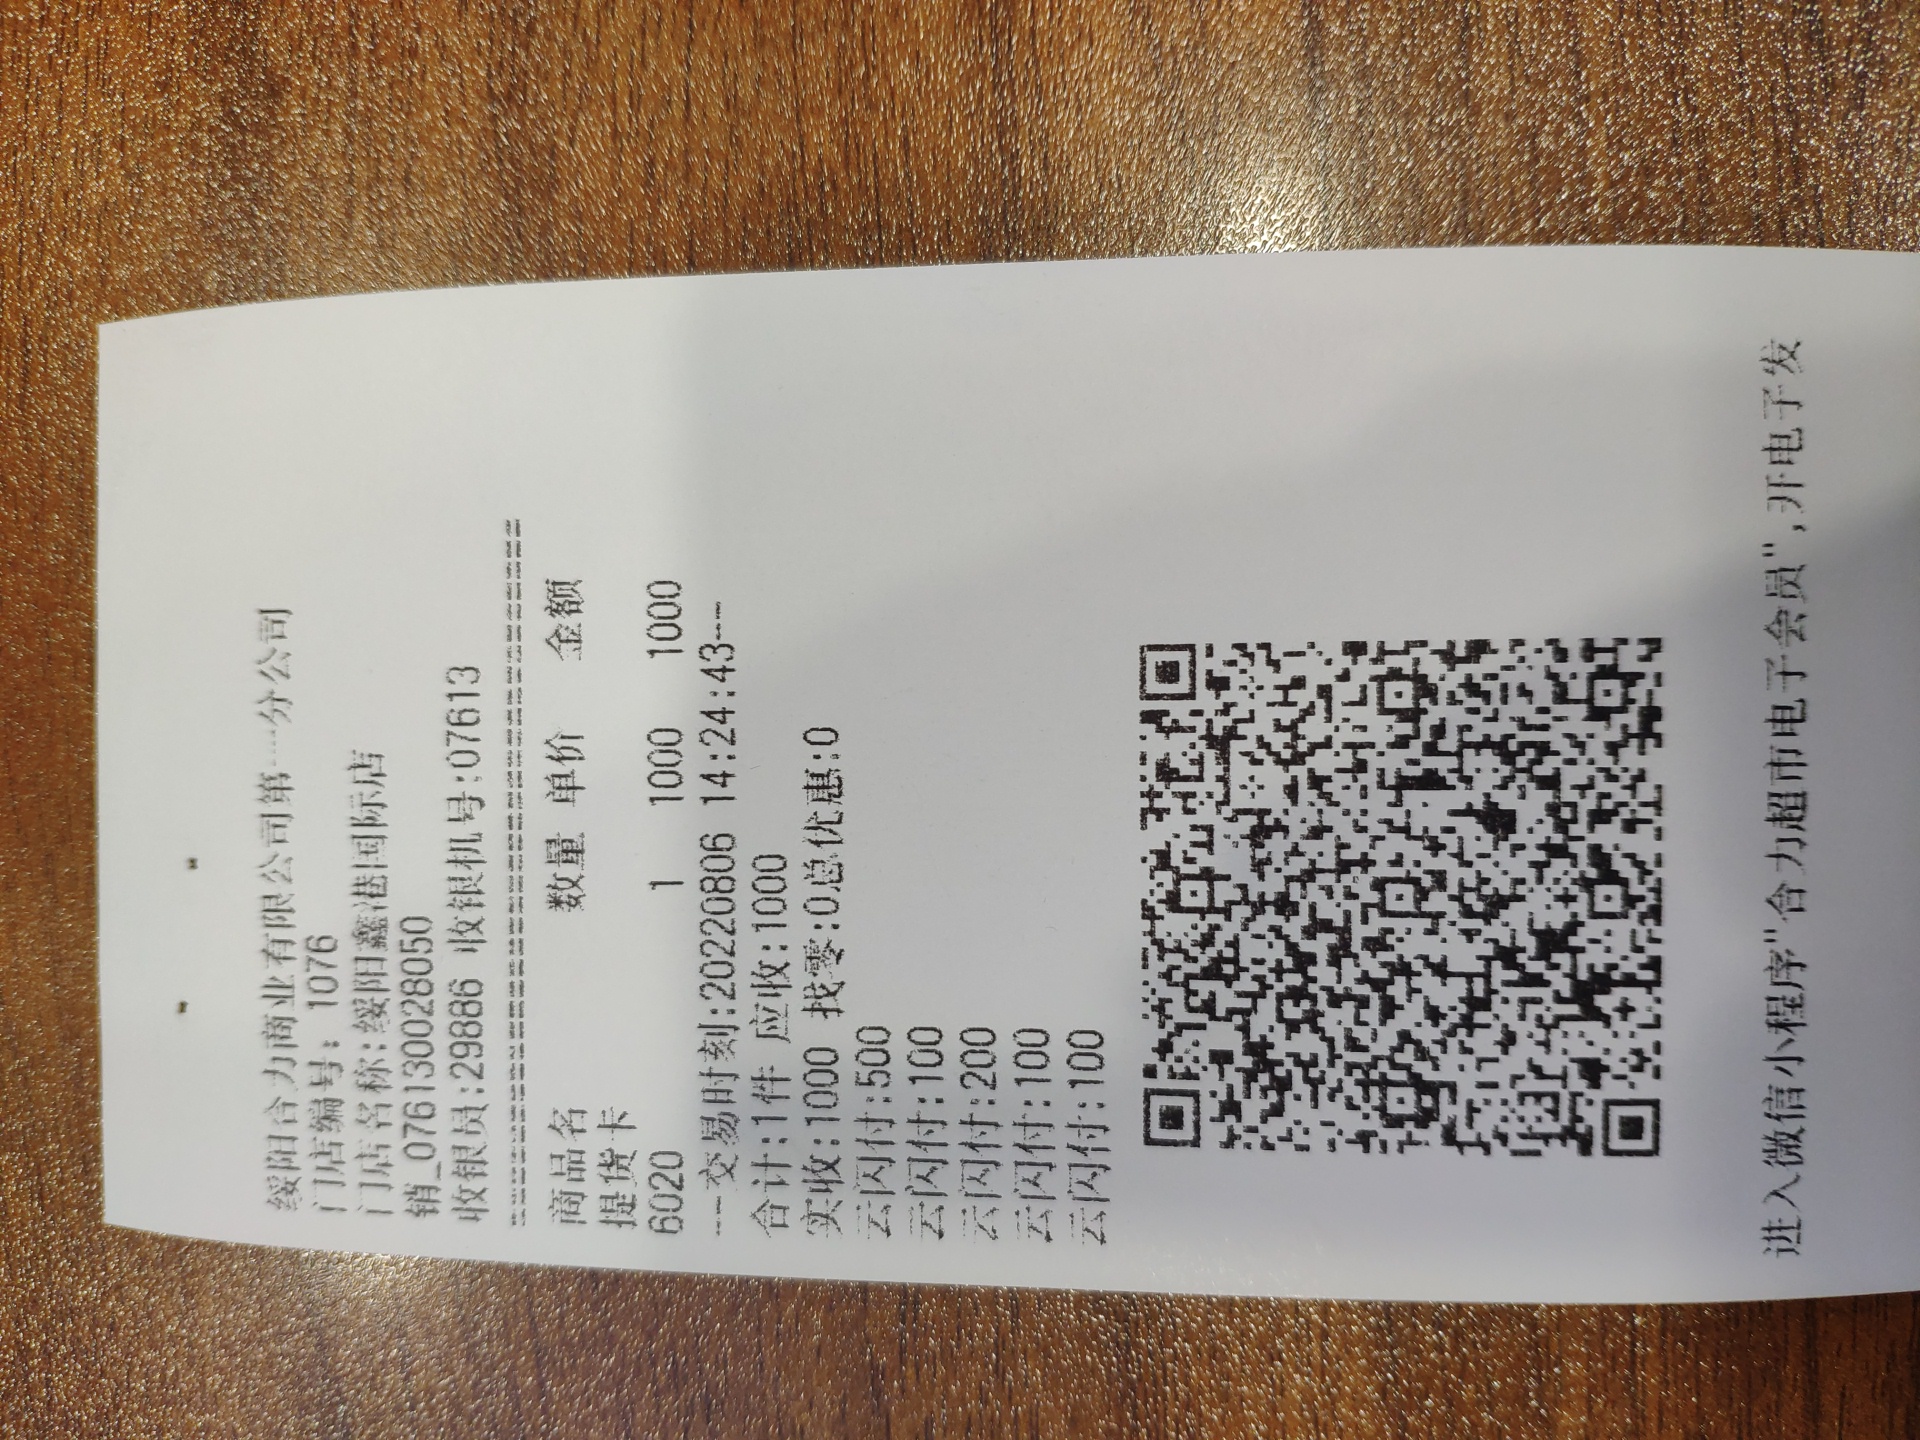 绥阳合力商业有限公司第一分公司
门店编号: 1076
门店名称:绥阳鑫港国际店
销_076130028050
收银员:29886 收银机号:07613
商品名 数量 单价 金额
提货卡
6020 1 1000 1000
---交易时刻:20220806 14:24:43---
合计:1件 应收:1000
实收:1000 找零:0总优惠:0
云闪付:500
云闪付:100
云闪付:200
云闪付:100
云闪付:100
进入微信小程序"合力超市电子会员",开电子发